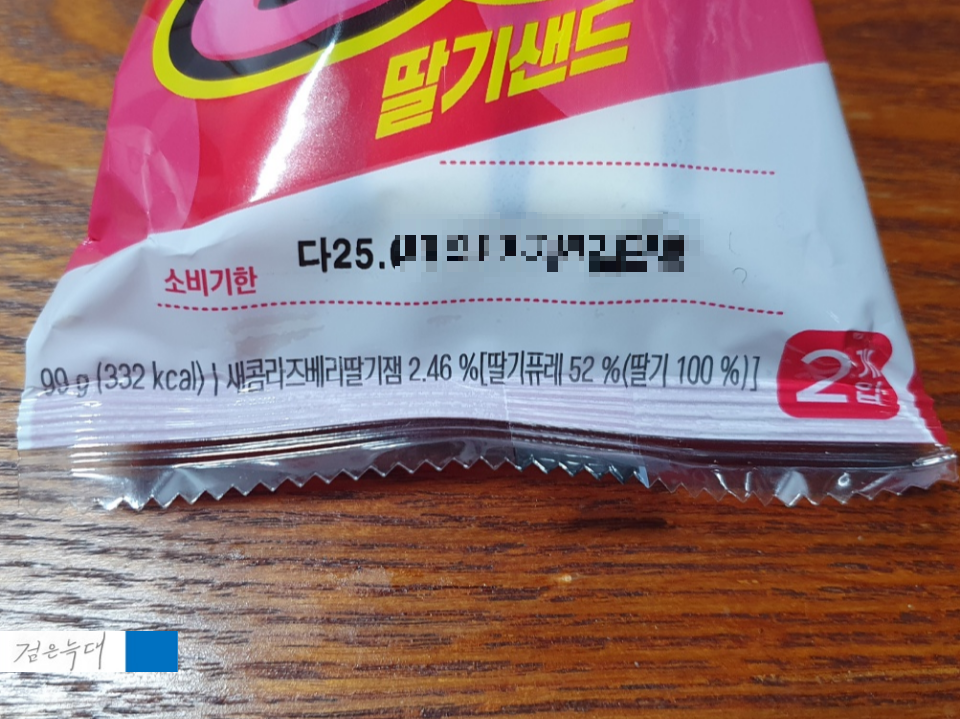 딸기샌드
다25.
소비기한
99 g (332 kcal) | 새콤라즈베리딸기잼 2.46 %[딸기퓨레 52 %(딸기 100 %)]
2개
입
검은늑대